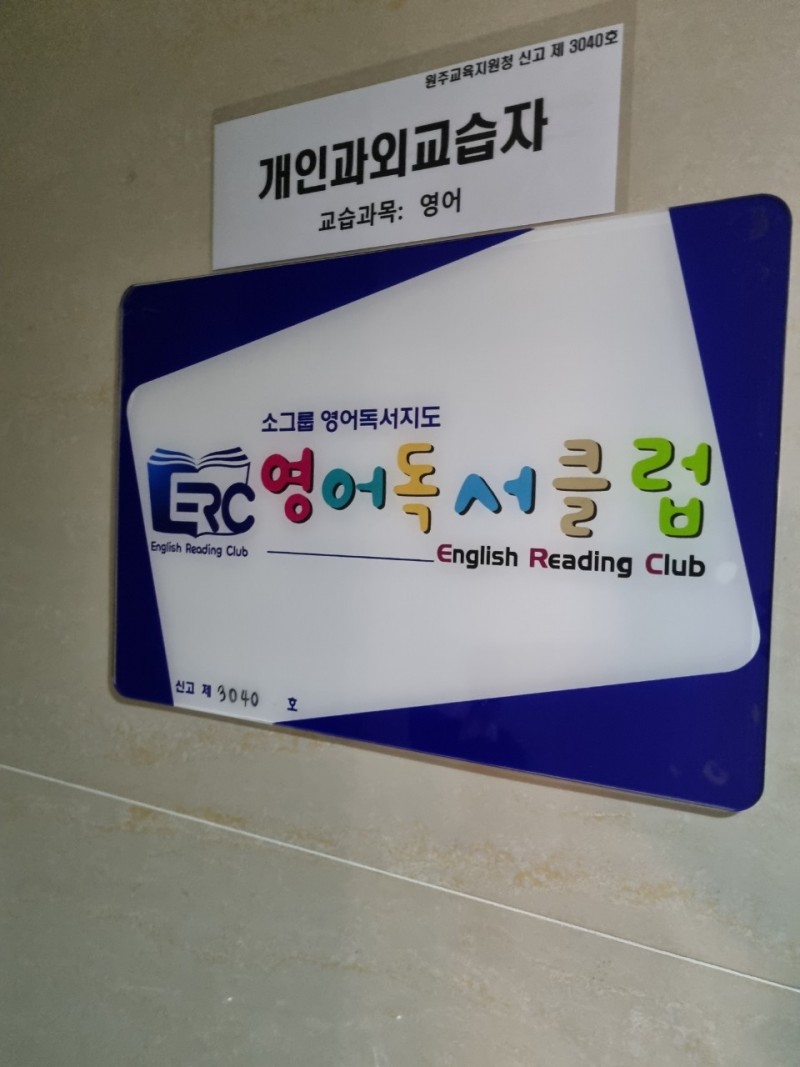 원주교육지원청 신고 제 3040호
개인과외교습자
교습과목: 영어
소그룹 영어독서지도
ERC
영어독서클럽
English Reading Club
English Reading Club
신고 제 3040 호